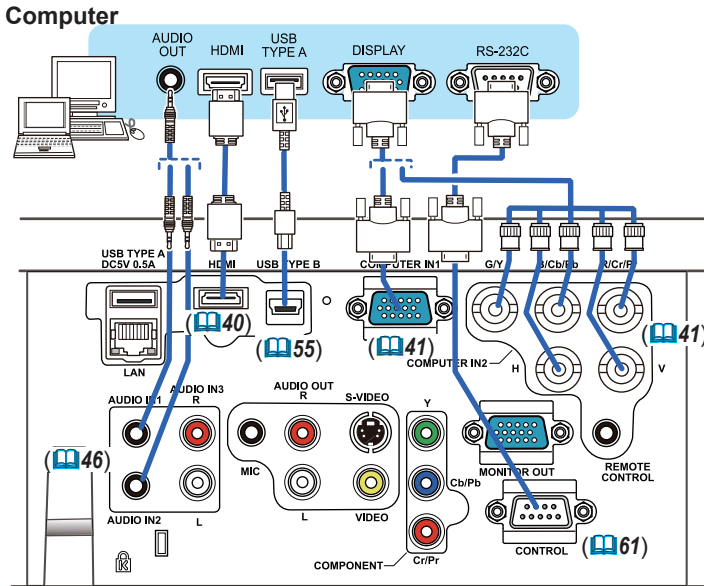 Computer
AUDIO OUT
HDMI
USB TYPE A
DISPLAY
RS-232C
USB TYPE A
DC5V 0.5A
HDMI
USB TYPE B
COMPUTER IN1
G/Y
B/Cb/Pb
R/Cr/Pr
(40)
(55)
(41)
(41)
LAN
COMPUTER IN2
H
V
AUDIO IN1
AUDIO IN3
R
AUDIO OUT
R
S-VIDEO
Y
MIC
(46)
MONITOR OUT
REMOTE
CONTROL
Cb/Pb
AUDIO IN2
L
L
VIDEO
CONTROL
(61)
COMPONENT
Cr/Pr
K